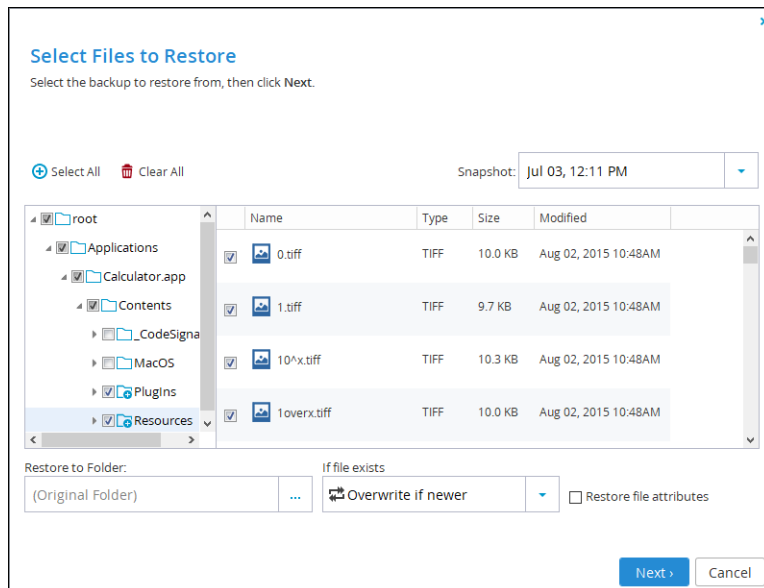 Select Files to Restore
Select the backup to restore from, then click Next.
Select All Clear All Snapshot: Jul 03, 12:11 PM
root
Applications
Calculator.app
Contents
_CodeSigna
MacOS
PlugIns
Resources
Name Type Size Modified
0.tiff TIFF 10.0 KB Aug 02, 2015 10:48AM
1.tiff TIFF 9.7 KB Aug 02, 2015 10:48AM
10^x.tiff TIFF 10.3 KB Aug 02, 2015 10:48AM
1overx.tiff TIFF 10.0 KB Aug 02, 2015 10:48AM
Restore to Folder: If file exists
(Original Folder) ... Overwrite if newer Restore file attributes
Next › Cancel